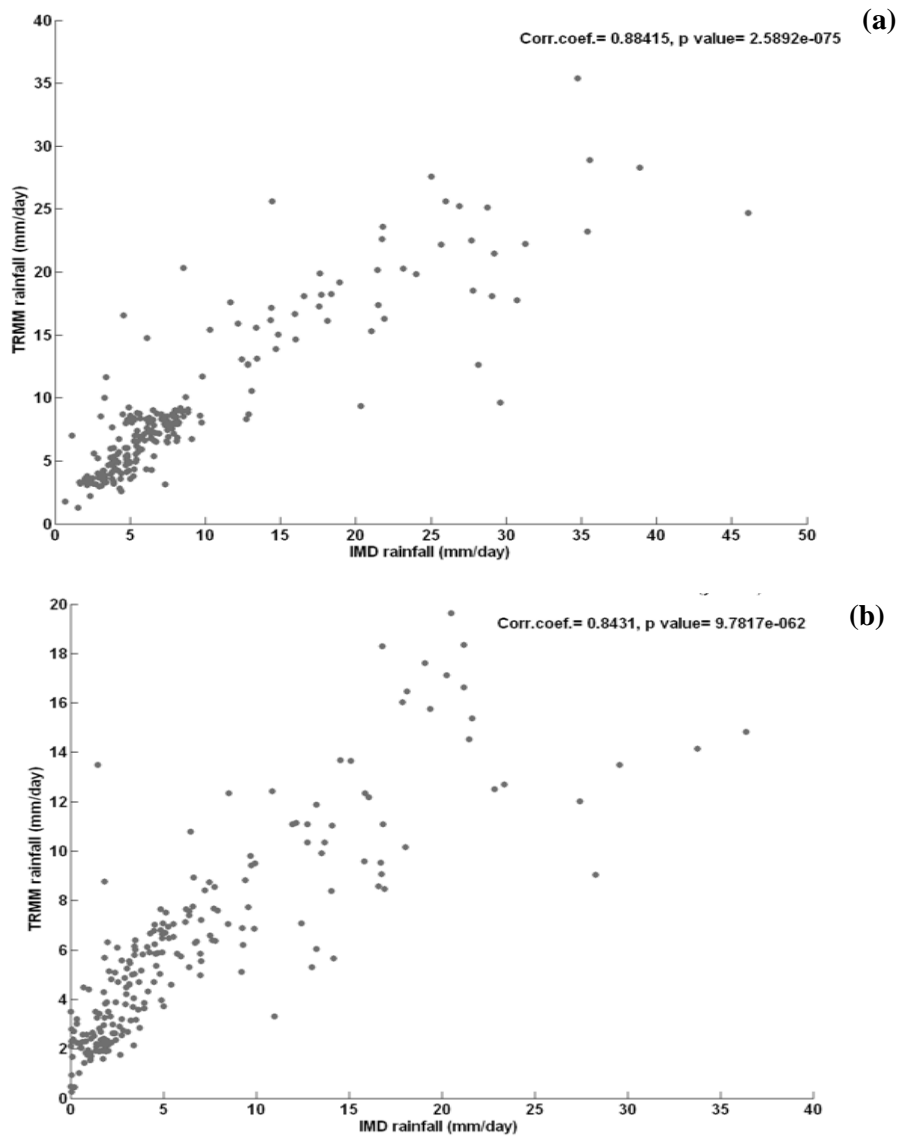 (a)
Corr.coef.= 0.88415, p value= 2.5892e-075
40
35
30
25
20
15
10
5
0
TRMM rainfall (mm/day)
0 5 10 15 20 25 30 35 40 45 50
IMD rainfall (mm/day)
(b)
Corr.coef.= 0.8431, p value= 9.7817e-062
20
18
16
14
12
10
8
6
4
2
0
TRMM rainfall (mm/day)
0 5 10 15 20 25 30 35 40
IMD rainfall (mm/day)